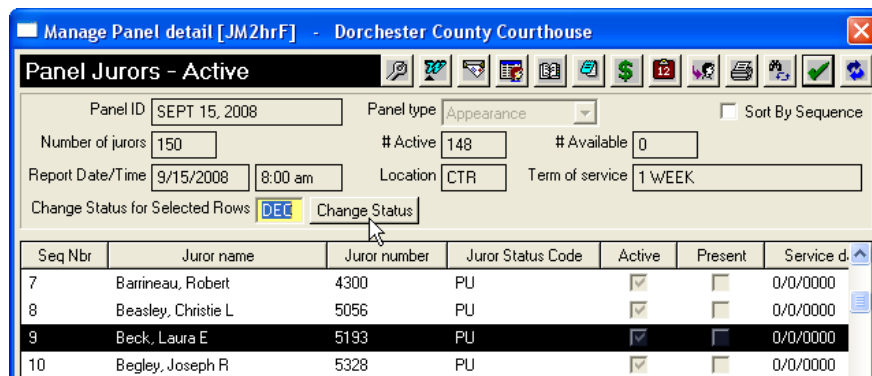 Manage Panel detail [JM2hrF] - Dorchester County Courthouse
Panel Jurors - Active
12
Panel ID SEPT 15, 2008 Panel type Appearance Sort By Sequence
Number of jurors 150 # Active 148 # Available 0
Report Date/Time 9/15/2008 8:00 am Location CTR Term of service 1 WEEK
Change Status for Selected Rows DEC Change Status
Seq Nbr Juror name Juror number Juror Status Code Active Present Service d
7 Barrineau, Robert 4300 PU 0/0/0000
8 Beasley, Christie L 5056 PU 0/0/0000
9 Beck, Laura E 5193 PU 0/0/0000
10 Begley, Joseph R 5328 PU 0/0/0000